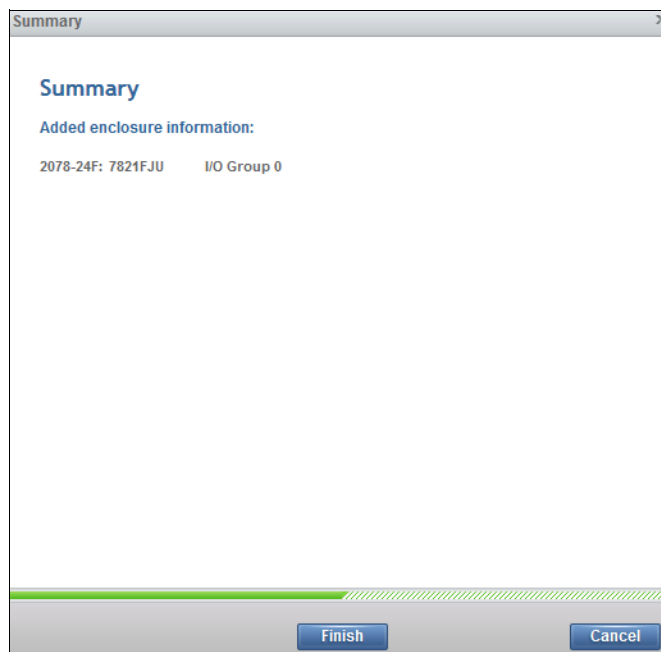 Summary
Summary
Added enclosure information:
2078-24F: 7821FJU I/O Group 0
Finish Cancel